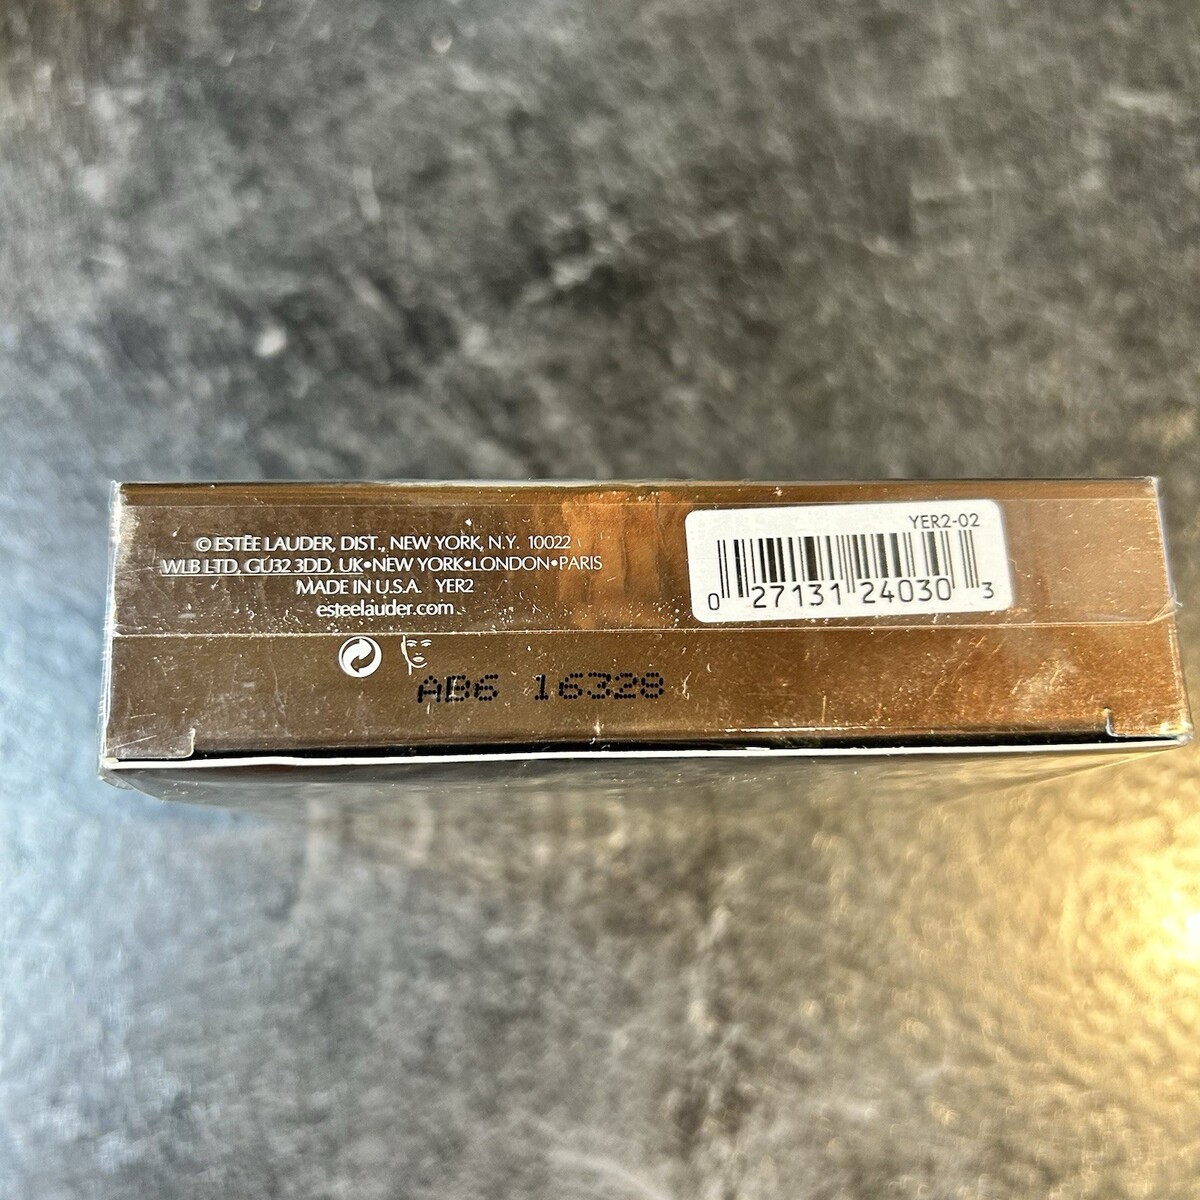 © ESTĒE LAUDER, DIST., NEW YORK, N.Y. 10022
WLB LTD, GU32 3DD, UK•NEW YORK•LONDON•PARIS
MADE IN U.S.A. YER2
esteelauder.com
YER2-02
0 27131 24030 3
AB6 16328